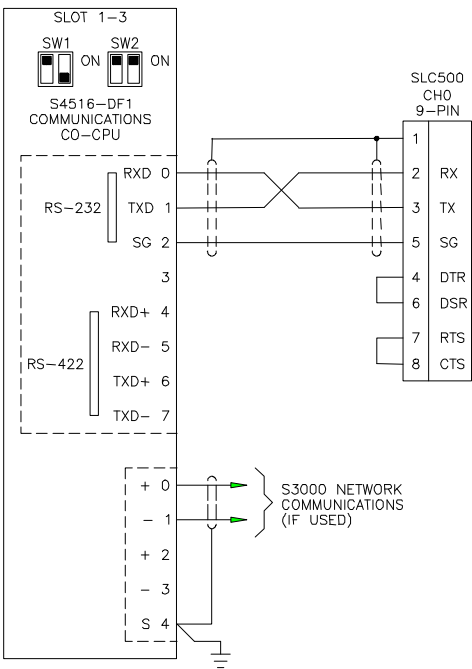 SLOT 1-3
SW1 ON SW2 ON
S4516-DF1
COMMUNICATIONS
CO-CPU
SLC500
CH0
9-PIN
1
RXD 0
2 RX
RS-232
TXD 1
3 TX
SG 2
5 SG
3
4 DTR
RXD+ 4
6 DSR
RXD- 5
7 RTS
RS-422
8 CTS
TXD+ 6
TXD- 7
+ 0
S3000 NETWORK
COMMUNICATIONS
(IF USED)
- 1
+ 2
- 3
S 4